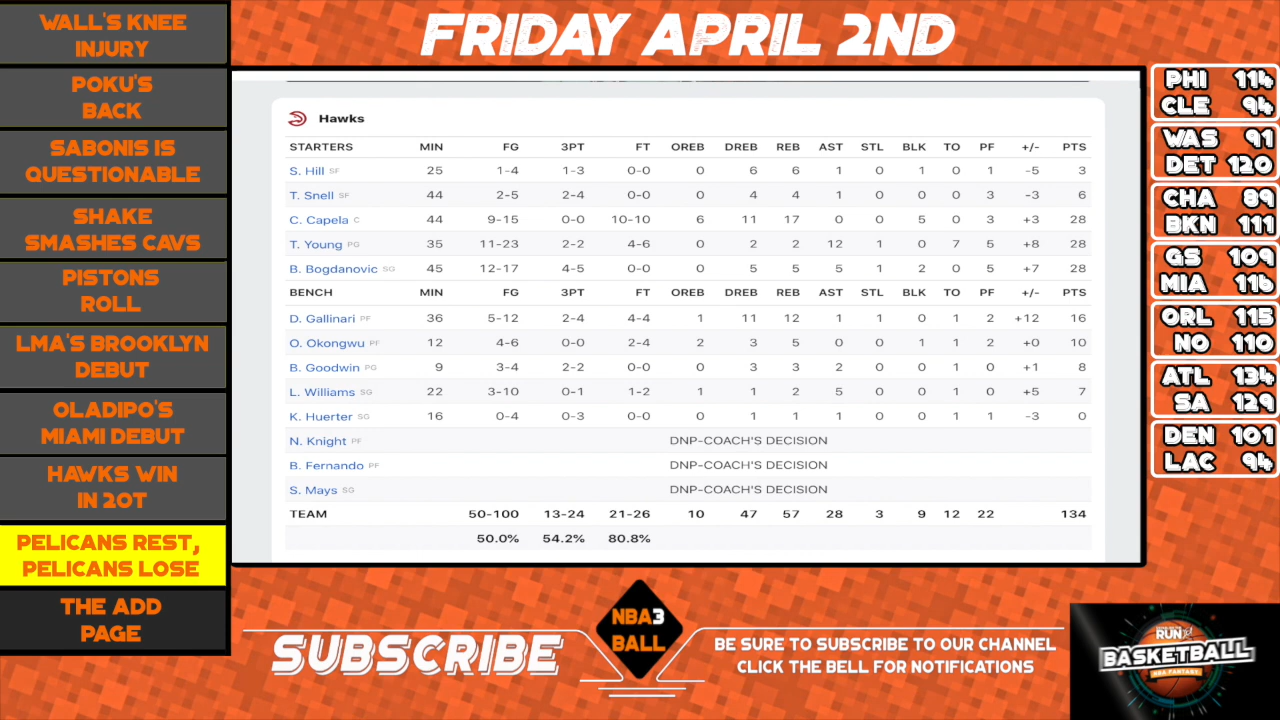 WALL'S KNEE
INJURY
POKU'S
BACK
SABONIS IS
QUESTIONABLE
SHAKE
SMASHES CAVS
PISTONS
ROLL
LMA'S BROOKLYN
DEBUT
OLADIPO'S
MIAMI DEBUT
HAWKS WIN
IN 2OT
PELICANS REST,
PELICANS LOSE
THE ADD
PAGE
FRIDAY APRIL 2ND
Hawks
STARTERS MIN FG 3PT FT OREB DREB REB AST STL BLK TO PF +/- PTS
S. Hill SF 25 1-4 1-3 0-0 0 6 6 1 0 1 0 1 -5 3
T. Snell SF 44 2-5 2-4 0-0 0 4 4 1 0 0 0 3 -3 6
C. Capela C 44 9-15 0-0 10-10 6 11 17 0 0 5 0 3 +3 28
T. Young PG 35 11-23 2-2 4-6 0 2 2 12 1 0 7 5 +8 28
B. Bogdanovic SG 45 12-17 4-5 0-0 0 5 5 5 1 2 0 5 +7 28
BENCH MIN FG 3PT FT OREB DREB REB AST STL BLK TO PF +/- PTS
D. Gallinari PF 36 5-12 2-4 4-4 1 11 12 1 1 0 1 2 +12 16
O. Okongwu PF 12 4-6 0-0 2-4 2 3 5 0 0 1 1 2 +0 10
B. Goodwin PG 9 3-4 2-2 0-0 0 3 3 2 0 0 1 0 +1 8
L. Williams SG 22 3-10 0-1 1-2 1 1 2 5 0 0 1 0 +5 7
K. Huerter SG 16 0-4 0-3 0-0 0 1 1 1 0 0 1 1 -3 0
N. Knight PF DNP-COACH'S DECISION
B. Fernando PF DNP-COACH'S DECISION
S. Mays SG DNP-COACH'S DECISION
TEAM 50-100 13-24 21-26 10 47 57 28 3 9 12 22 134
50.0% 54.2% 80.8%
PHI 114
CLE 94
WAS 91
DET 120
CHA 89
BKN 111
GS 109
MIA 116
ORL 115
NO 110
ATL 134
SA 129
DEN 101
LAC 94
SUBSCRIBE
NBA3
BALL
BE SURE TO SUBSCRIBE TO OUR CHANNEL
CLICK THE BELL FOR NOTIFICATIONS
RUN
BASKETBALL
NBA FANTASY